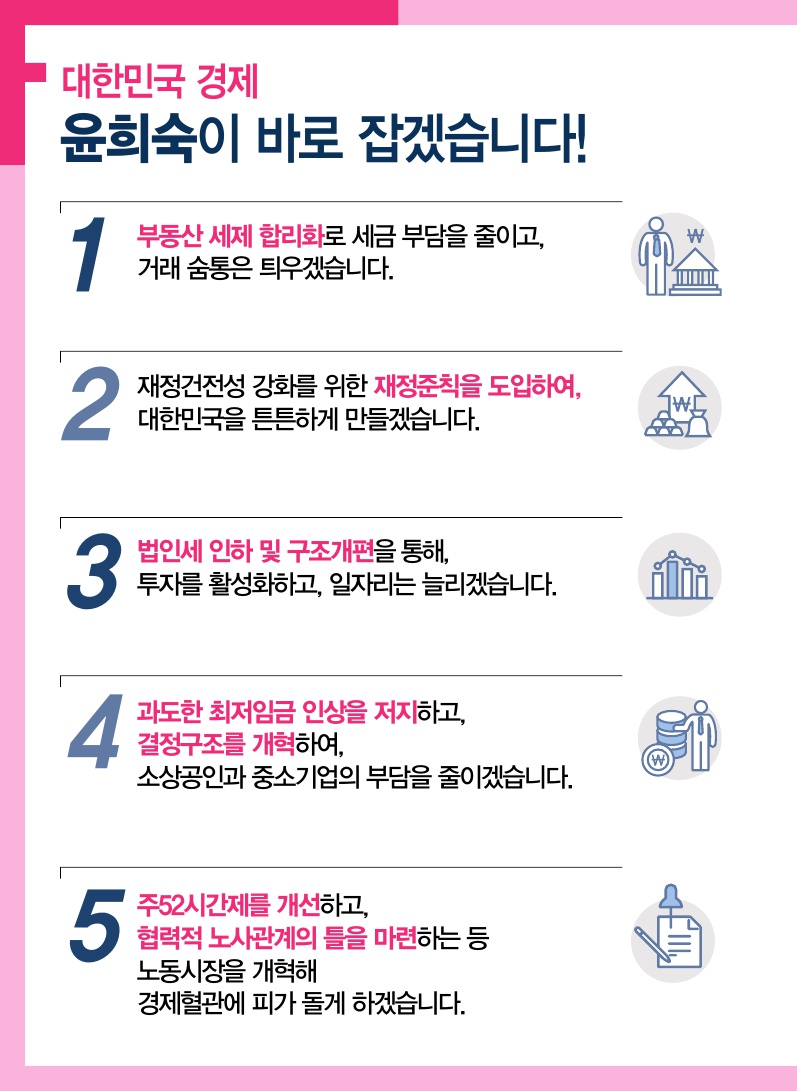 대한민국 경제
윤희숙이 바로 잡겠습니다!
1
부동산 세제 합리화로 세금 부담을 줄이고,
거래 숨통은 틔우겠습니다.
₩
2
재정건전성 강화를 위한 재정준칙을 도입하여,
대한민국을 튼튼하게 만들겠습니다.
₩
3
법인세 인하 및 구조개편을 통해,
투자를 활성화하고, 일자리는 늘리겠습니다.
4
과도한 최저임금 인상을 저지하고,
결정구조를 개혁하여,
소상공인과 중소기업의 부담을 줄이겠습니다.
₩
5
주52시간제를 개선하고,
협력적 노사관계의 틀을 마련하는 등
노동시장을 개혁해
경제혈관에 피가 돌게 하겠습니다.